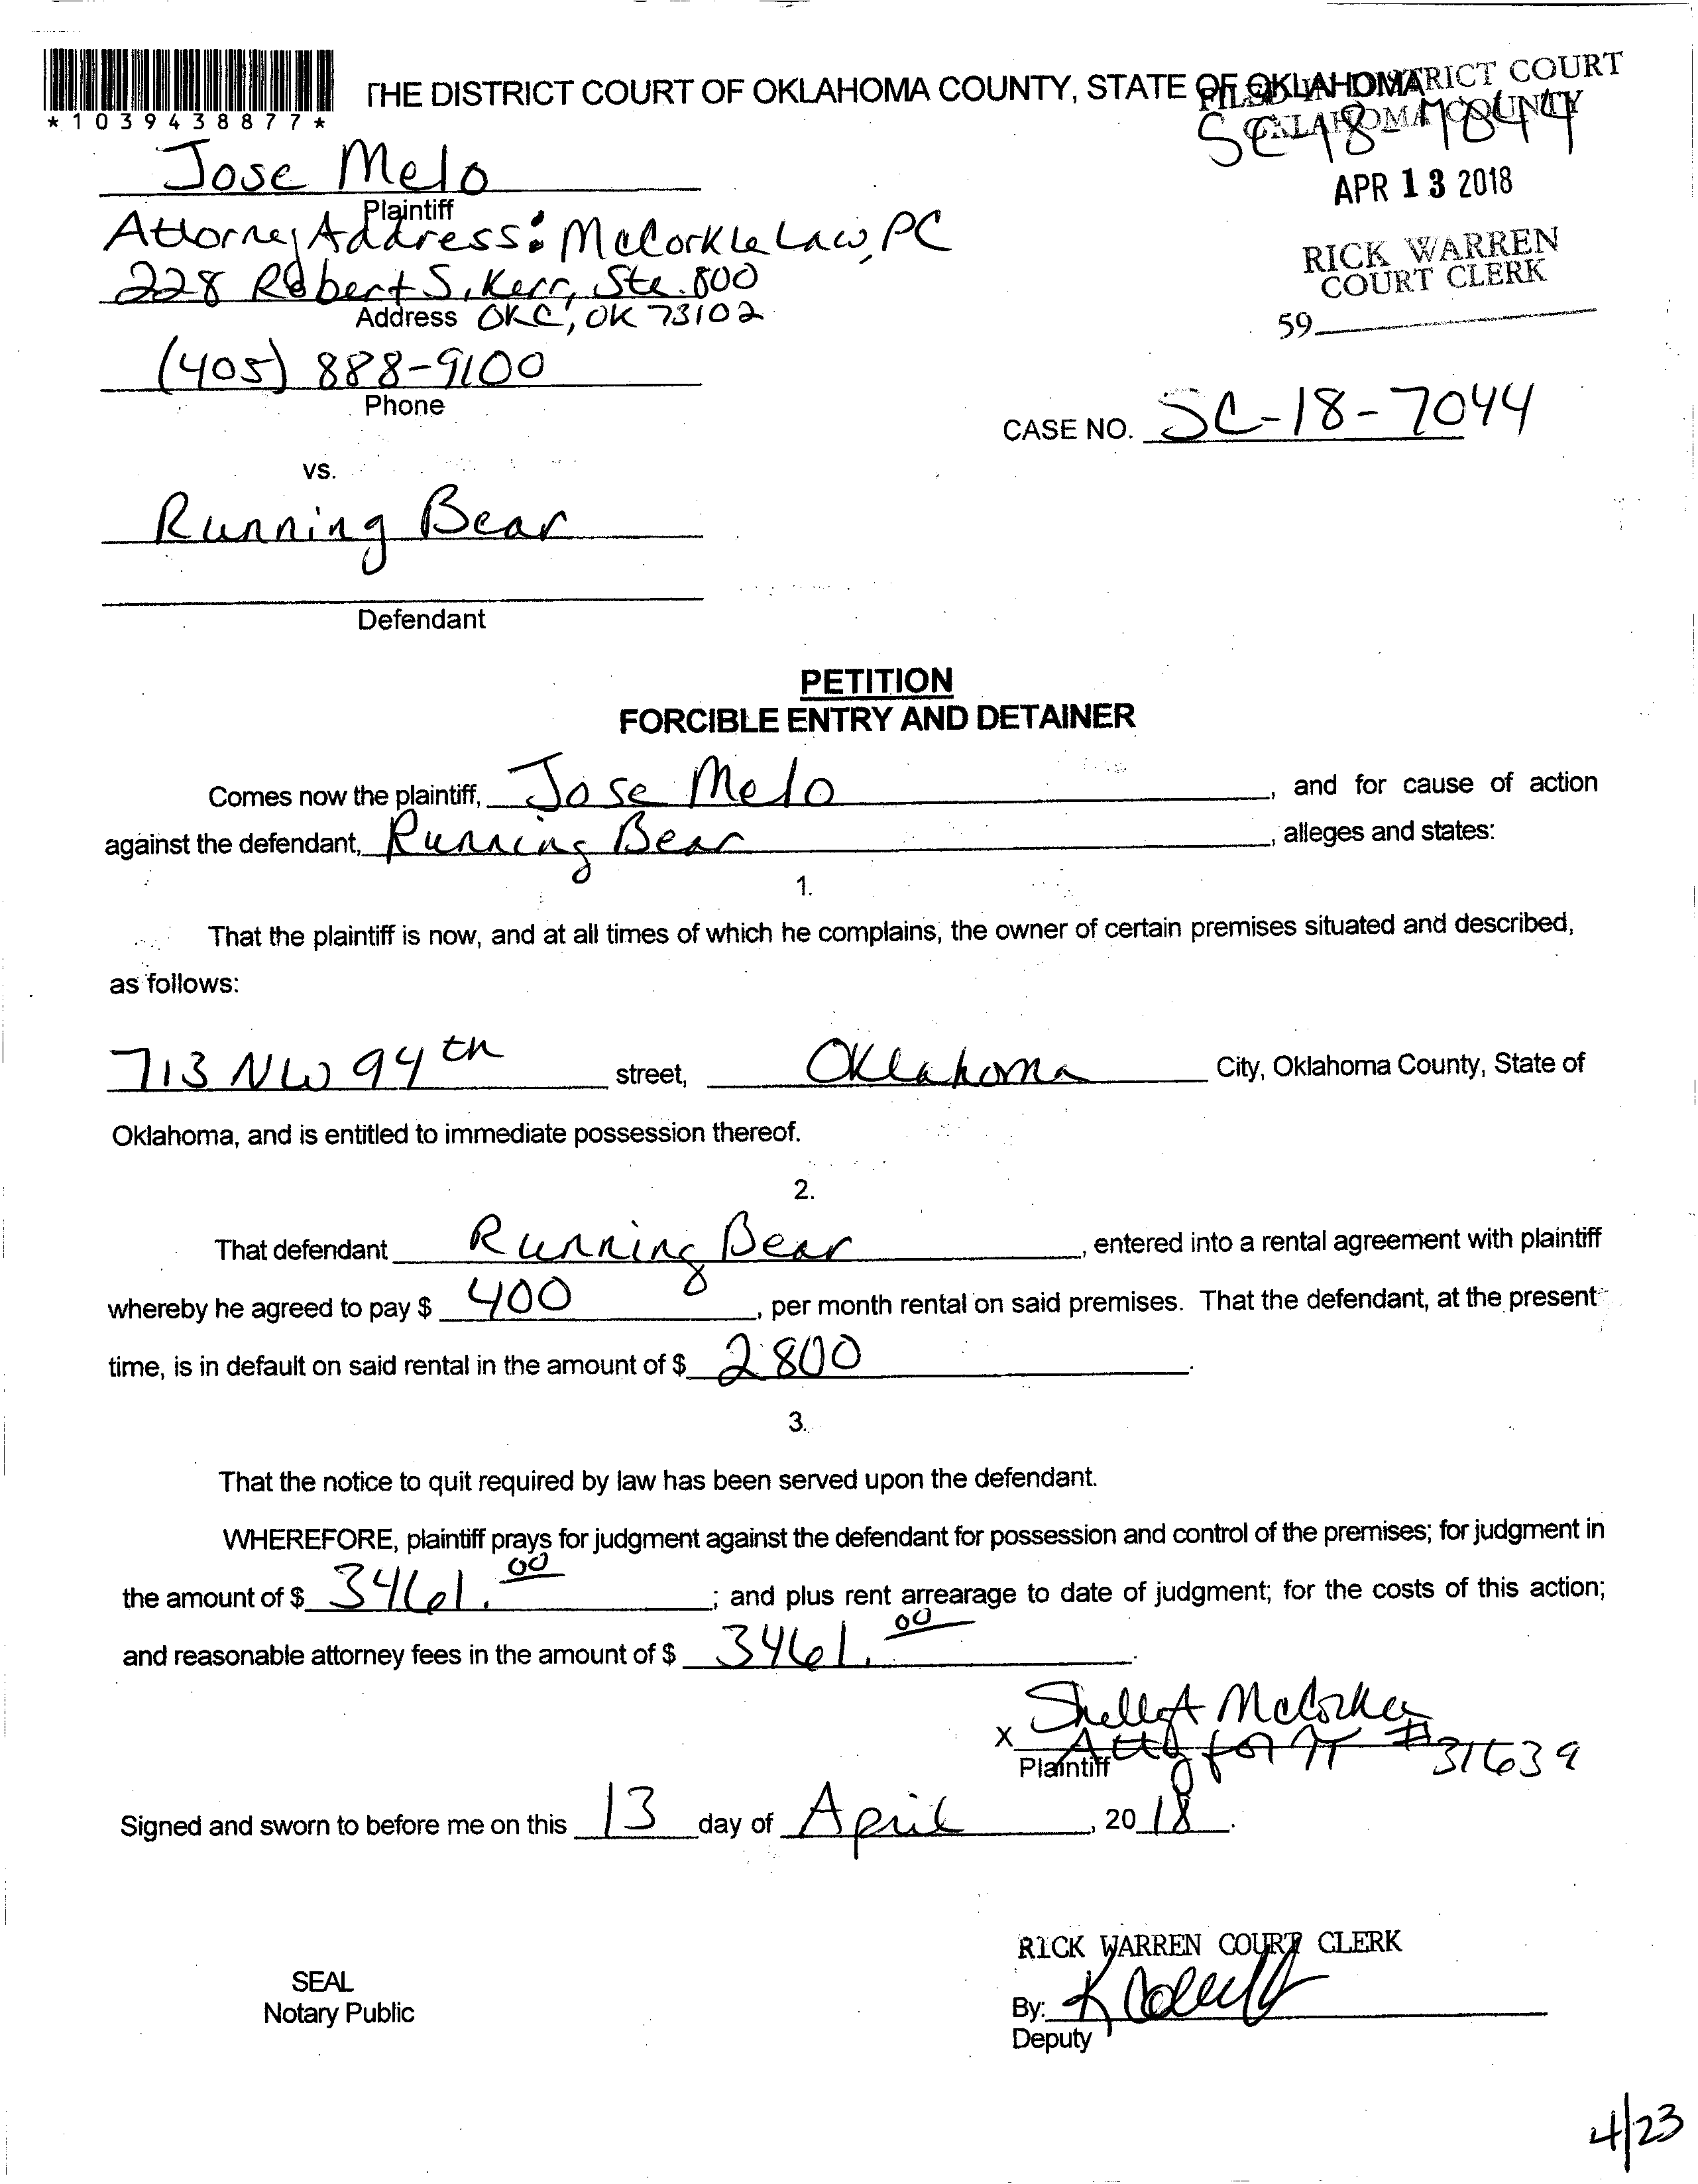 THE DISTRICT COURT OF OKLAHOMA COUNTY, STATE OF OKLAHOMA
FILED IN DISTRICT COURT
OKLAHOMA COUNTY
*1039438877*
SC-18-7044
Jose Melo
Plaintiff
APR 13 2018
Attorney Address: McCorkle Law, PC
RICK WARREN
COURT CLERK
228 Robert S. Kerr, Ste. 800
Address OKC, OK 73102
59
(405) 888-9100
Phone
CASE NO. SC-18-7044
vs.
Running Bear
Defendant
PETITION
FORCIBLE ENTRY AND DETAINER
Comes now the plaintiff, Jose Melo, and for cause of action
against the defendant, Running Bear, alleges and states:
1.
That the plaintiff is now, and at all times of which he complains, the owner of certain premises situated and described,
as follows:
713 NW 94th street, Oklahoma City, Oklahoma County, State of
Oklahoma, and is entitled to immediate possession thereof.
2.
That defendant Running Bear, entered into a rental agreement with plaintiff
whereby he agreed to pay $ 400, per month rental on said premises. That the defendant, at the present
time, is in default on said rental in the amount of $ 2800.
3.
That the notice to quit required by law has been served upon the defendant.
WHEREFORE, plaintiff prays for judgment against the defendant for possession and control of the premises; for judgment in
the amount of $ 3461.00; and plus rent arrearage to date of judgment; for the costs of this action;
and reasonable attorney fees in the amount of $ 3461.00.
X Shelly A McCorkle
Plaintiff Atty for π #31639
Signed and sworn to before me on this 13 day of April, 2018.
RICK WARREN COURT CLERK
SEAL
Notary Public
By: K
Deputy
4/23